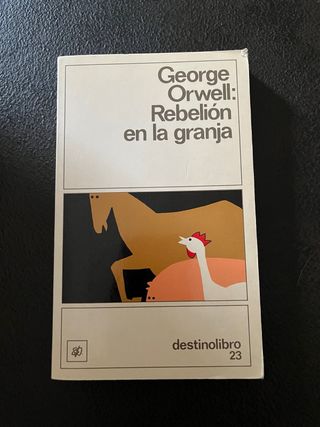 George
Orwell:
Rebelión
en la granja
destinolibro
23